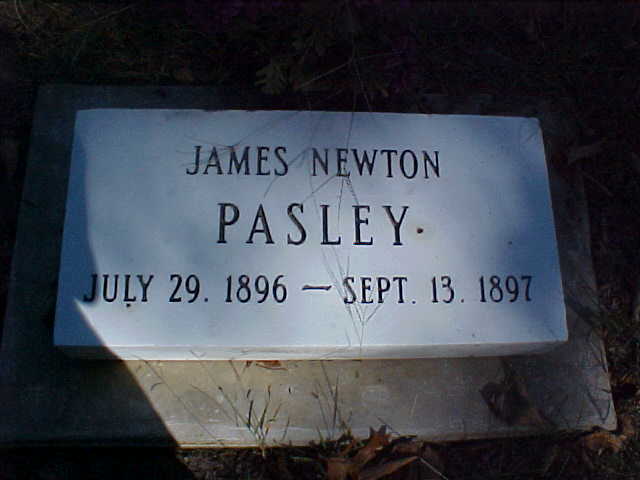 JAMES NEWTON
PASLEY
JULY 29. 1896 – SEPT. 13. 1897